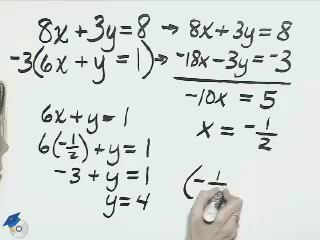 8x+3y=8 → 8x+3y=8
-3(6x+y=1) → -18x-3y=-3
-10x = 5
x = -1/2
6x+y=1
6(-1/2)+y=1
-3+y=1
y=4
(-1